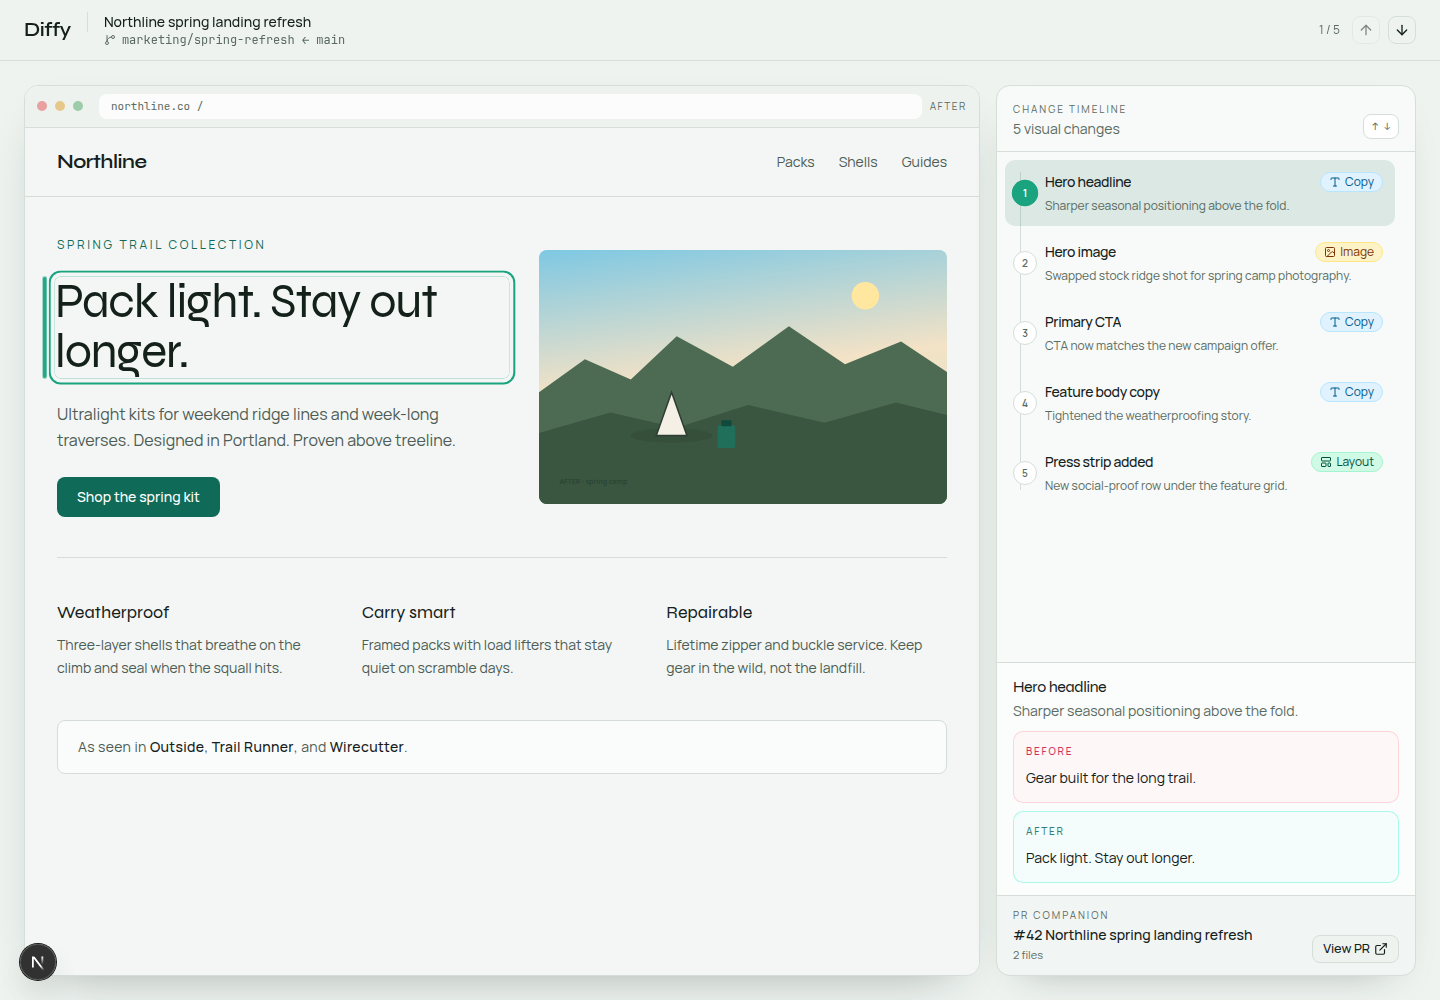 Diffy
Northline spring landing refresh
marketing/spring-refresh ← main
1 / 5
northline.co /
AFTER
Northline
Packs
Shells
Guides
SPRING TRAIL COLLECTION
Pack light. Stay out
longer.
Ultralight kits for weekend ridge lines and week-long
traverses. Designed in Portland. Proven above treeline.
Shop the spring kit
AFTER · spring camp
Weatherproof
Three-layer shells that breathe on the
climb and seal when the squall hits.
Carry smart
Framed packs with load lifters that stay
quiet on scramble days.
Repairable
Lifetime zipper and buckle service. Keep
gear in the wild, not the landfill.
As seen in Outside, Trail Runner, and Wirecutter.
N
CHANGE TIMELINE
5 visual changes
↑ ↓
1
Hero headline
Copy
Sharper seasonal positioning above the fold.
2
Hero image
Image
Swapped stock ridge shot for spring camp photography.
3
Primary CTA
Copy
CTA now matches the new campaign offer.
4
Feature body copy
Copy
Tightened the weatherproofing story.
5
Press strip added
Layout
New social-proof row under the feature grid.
Hero headline
Sharper seasonal positioning above the fold.
BEFORE
Gear built for the long trail.
AFTER
Pack light. Stay out longer.
PR COMPANION
#42 Northline spring landing refresh
2 files
View PR